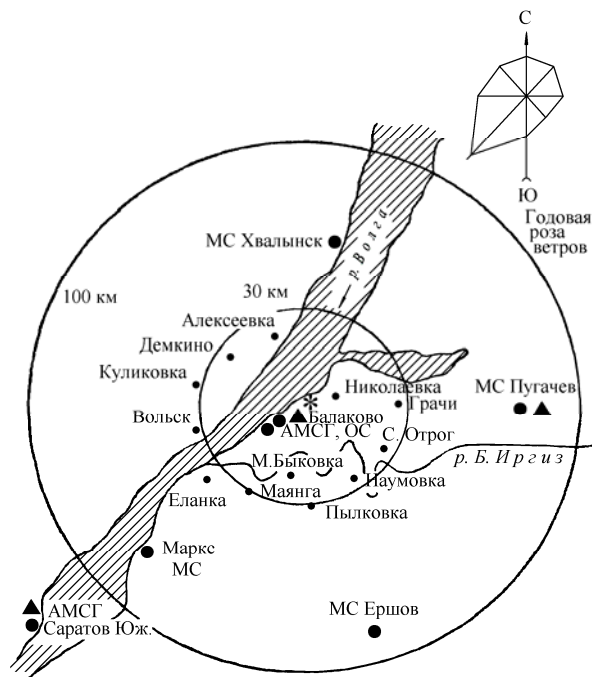 С
Ю
Годовая
роза
ветров
МС Хвалынск
р. Волга
100 км
30 км
Алексеевка
Демкино
Куликовка
Николаевка
МС Пугачев
Вольск
Балаково
Грачи
АМСГ, ОС
С. Отрог
М.Быковка
р. Б. Иргиз
Еланка
Маянга
Наумовка
Пылковка
Маркс
МС
АМСГ
Саратов Юж.
МС Ершов